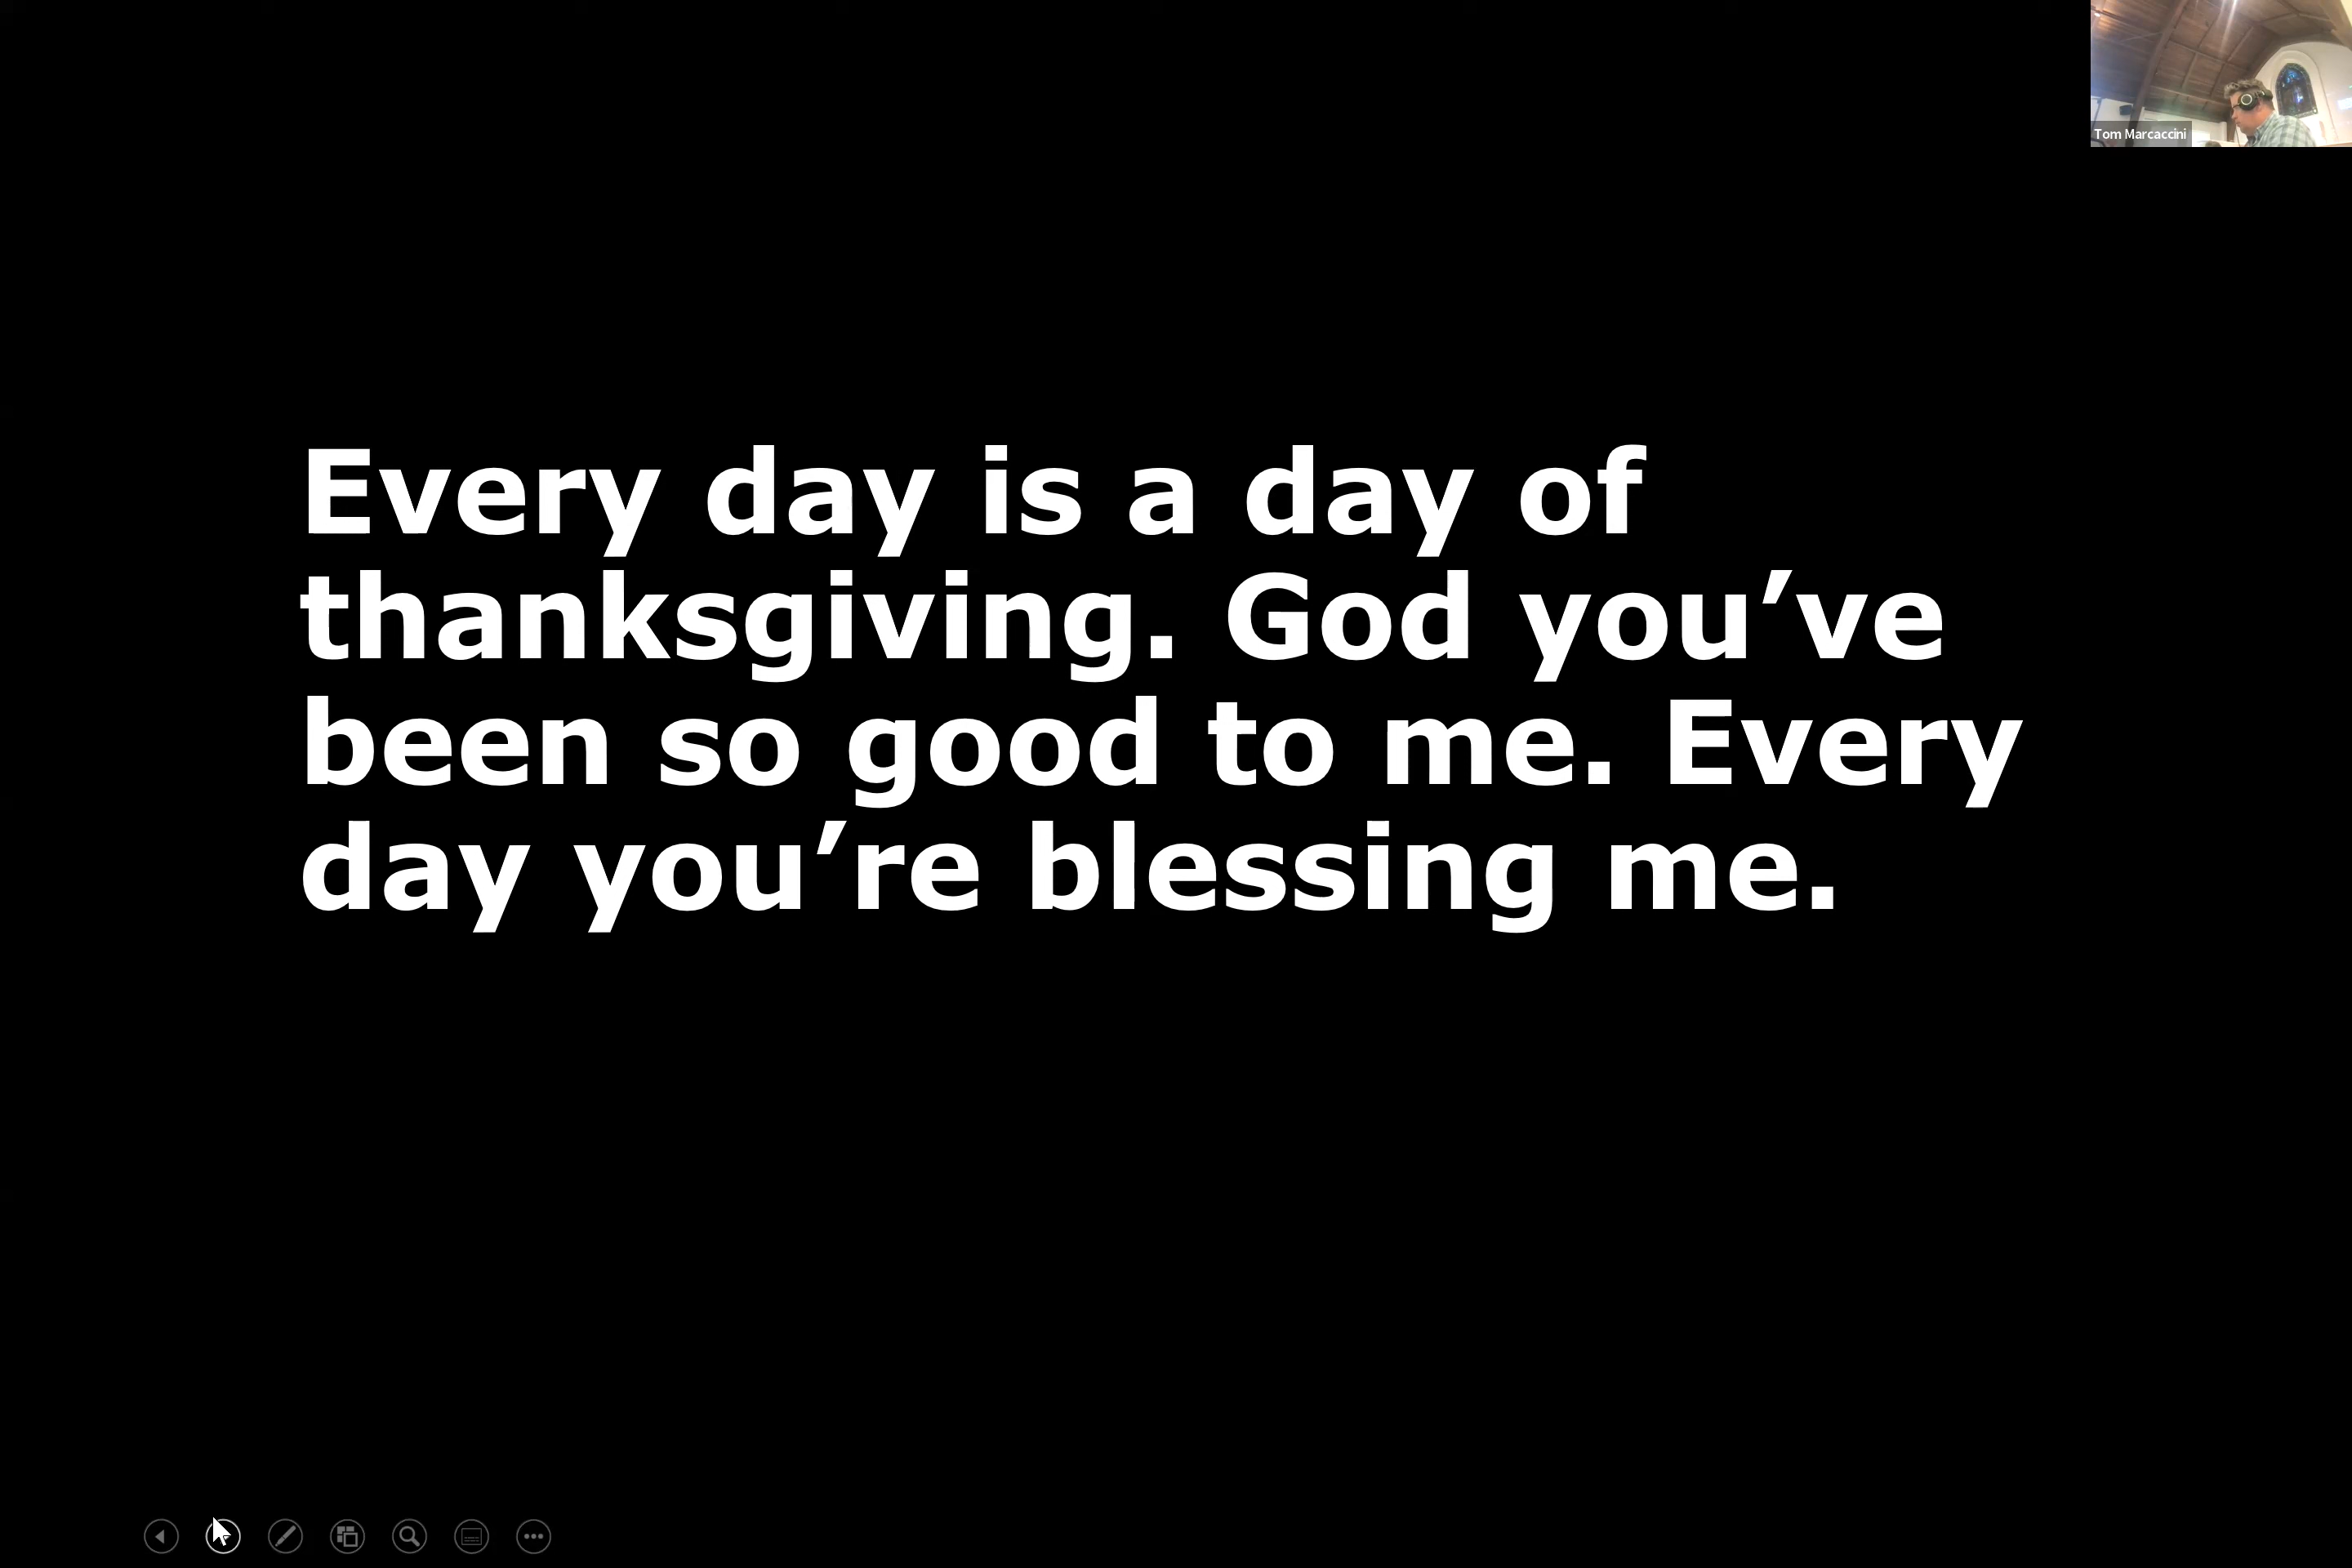 Tom Marcaccini
Every day is a day of
thanksgiving. God you’ve
been so good to me. Every
day you’re blessing me.